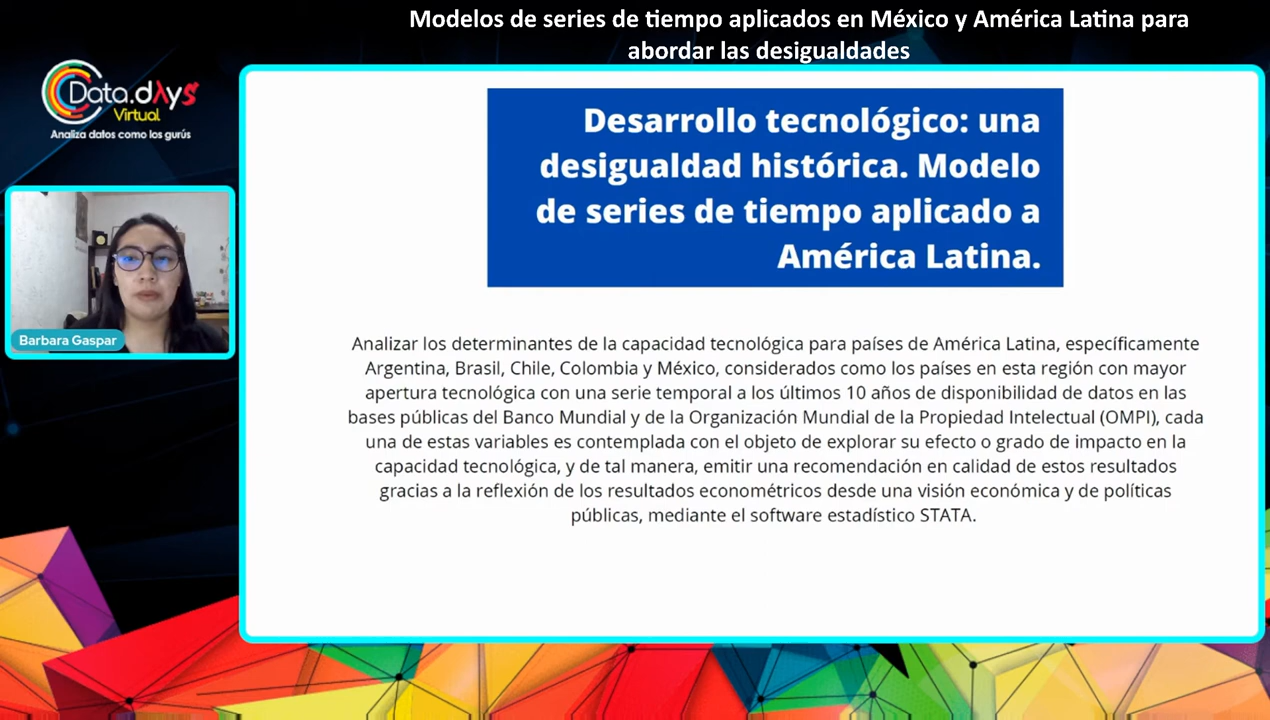 Modelos de series de tiempo aplicados en México y América Latina para
abordar las desigualdades
Data.dλys
Virtual
Analiza datos como los gurús
Barbara Gaspar
Desarrollo tecnológico: una
desigualdad histórica. Modelo
de series de tiempo aplicado a
América Latina.
Analizar los determinantes de la capacidad tecnológica para países de América Latina, específicamente
Argentina, Brasil, Chile, Colombia y México, considerados como los países en esta región con mayor
apertura tecnológica con una serie temporal a los últimos 10 años de disponibilidad de datos en las
bases públicas del Banco Mundial y de la Organización Mundial de la Propiedad Intelectual (OMPI), cada
una de estas variables es contemplada con el objeto de explorar su efecto o grado de impacto en la
capacidad tecnológica, y de tal manera, emitir una recomendación en calidad de estos resultados
gracias a la reflexión de los resultados econométricos desde una visión económica y de políticas
públicas, mediante el software estadístico STATA.